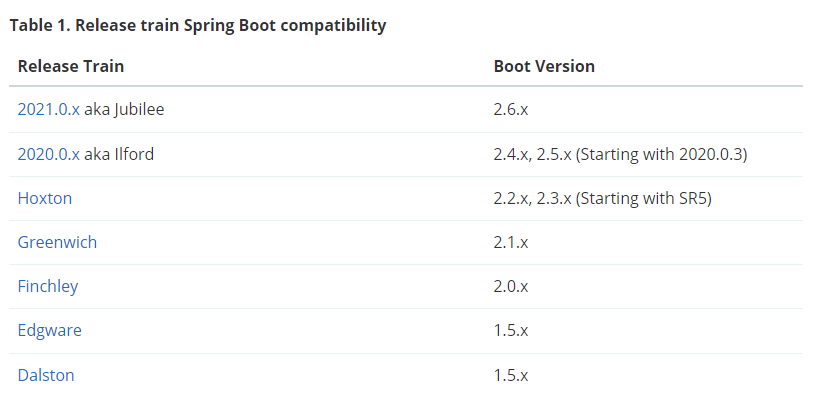 Table 1. Release train Spring Boot compatibility
Release Train Boot Version
2021.0.x aka Jubilee 2.6.x
2020.0.x aka Ilford 2.4.x, 2.5.x (Starting with 2020.0.3)
Hoxton 2.2.x, 2.3.x (Starting with SR5)
Greenwich 2.1.x
Finchley 2.0.x
Edgware 1.5.x
Dalston 1.5.x